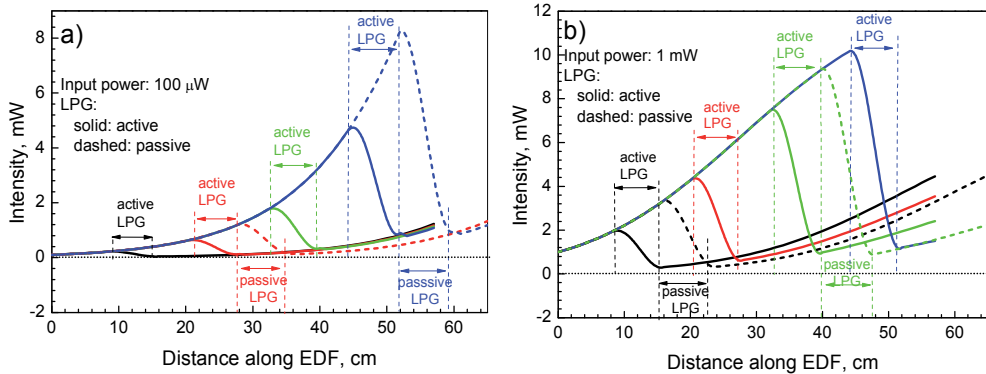 a)
Input power: 100 μW
LPG:
solid: active
dashed: passive
active
LPG
active
LPG
active
LPG
active
LPG
passive
LPG
passsive
LPG
Intensity, mW
8
6
4
2
0
-2
0 10 20 30 40 50 60
Distance along EDF, cm
b)
Input power: 1 mW
LPG:
solid: active
dashed: passive
active
LPG
active
LPG
active
LPG
active
LPG
passive
LPG
passive
LPG
Intensity, mW
12
10
8
6
4
2
0
-2
0 10 20 30 40 50 60
Distance along EDF, cm